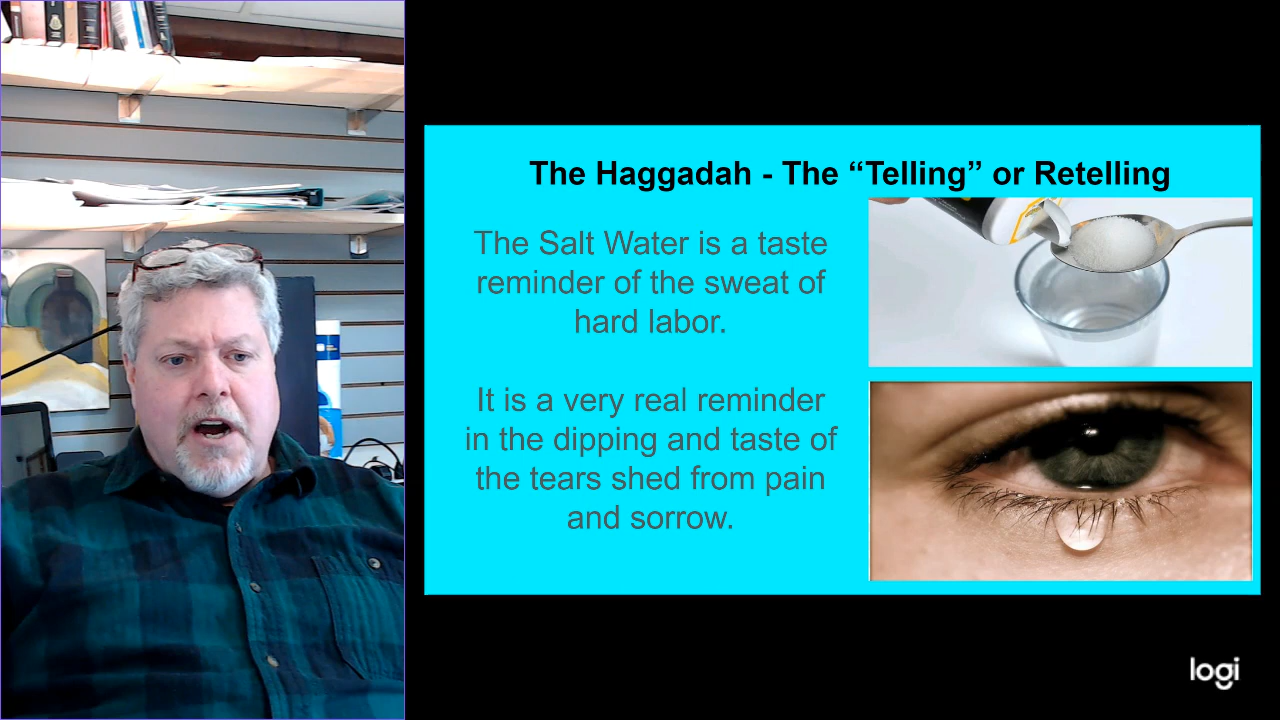 The Haggadah - The “Telling” or Retelling
The Salt Water is a taste
reminder of the sweat of
hard labor.
It is a very real reminder
in the dipping and taste of
the tears shed from pain
and sorrow.
logi